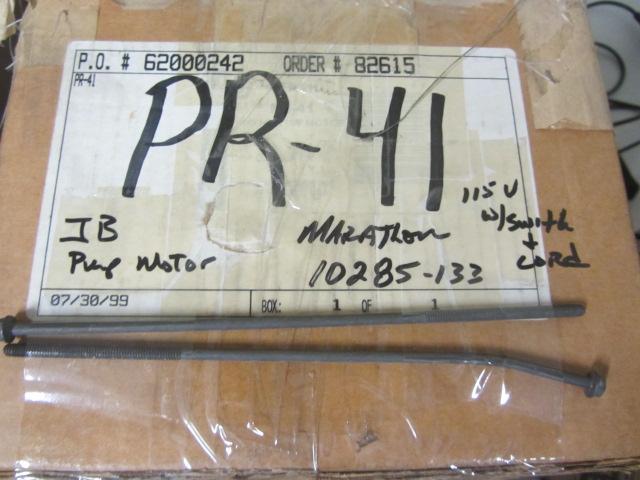 P.O. # 62000242 ORDER # 82615
PR-41
PR-41
115 V
w/switch
+
cord
IB
Pump motor
MARATHON
10285-133
07/30/99
BOX: 1 OF 1